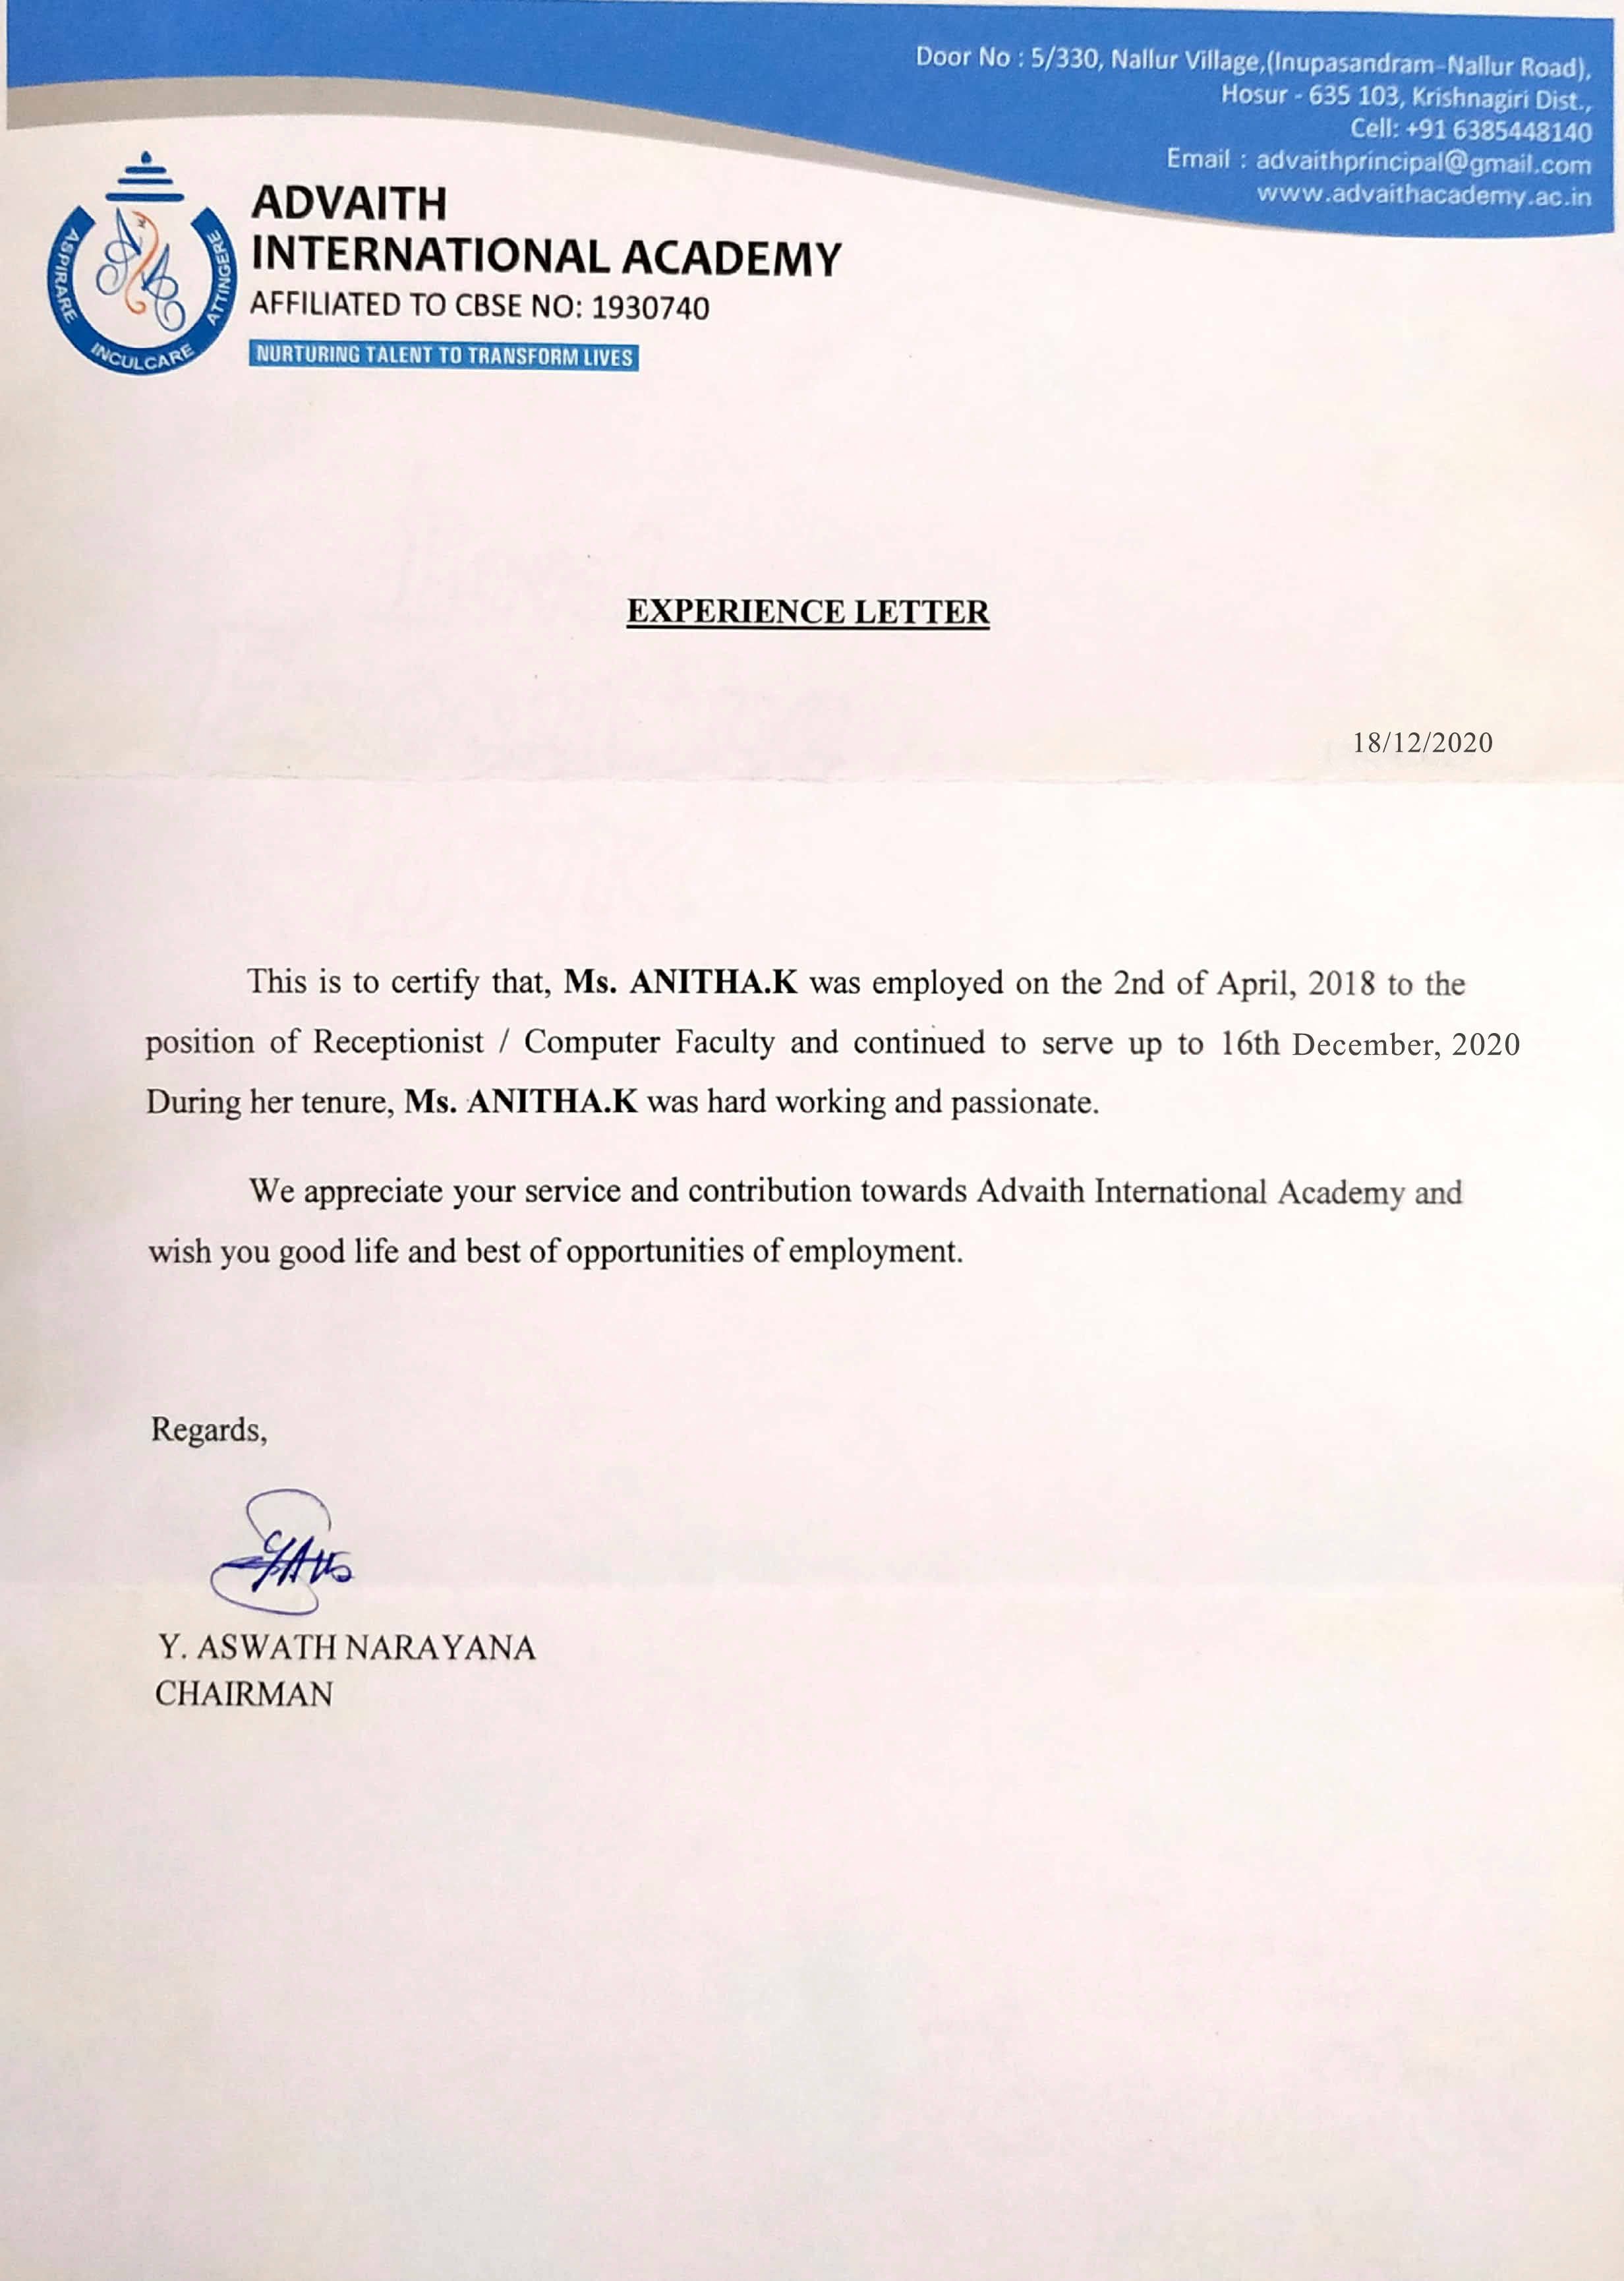 Door No : 5/330, Nallur Village,(Inupasandram-Nallur Road),
Hosur - 635 103, Krishnagiri Dist.,
Cell: +91 6385448140
Email : advaithprincipal@gmail.com
www.advaithacademy.ac.in
ASPIRARE INCULCARE ATTINGERE
ADVAITH
INTERNATIONAL ACADEMY
AFFILIATED TO CBSE NO: 1930740
NURTURING TALENT TO TRANSFORM LIVES
EXPERIENCE LETTER
18/12/2020
This is to certify that, Ms. ANITHA.K was employed on the 2nd of April, 2018 to the
position of Receptionist / Computer Faculty and continued to serve up to 16th December, 2020
During her tenure, Ms. ANITHA.K was hard working and passionate.
We appreciate your service and contribution towards Advaith International Academy and
wish you good life and best of opportunities of employment.
Regards,
Y. ASWATH NARAYANA
CHAIRMAN